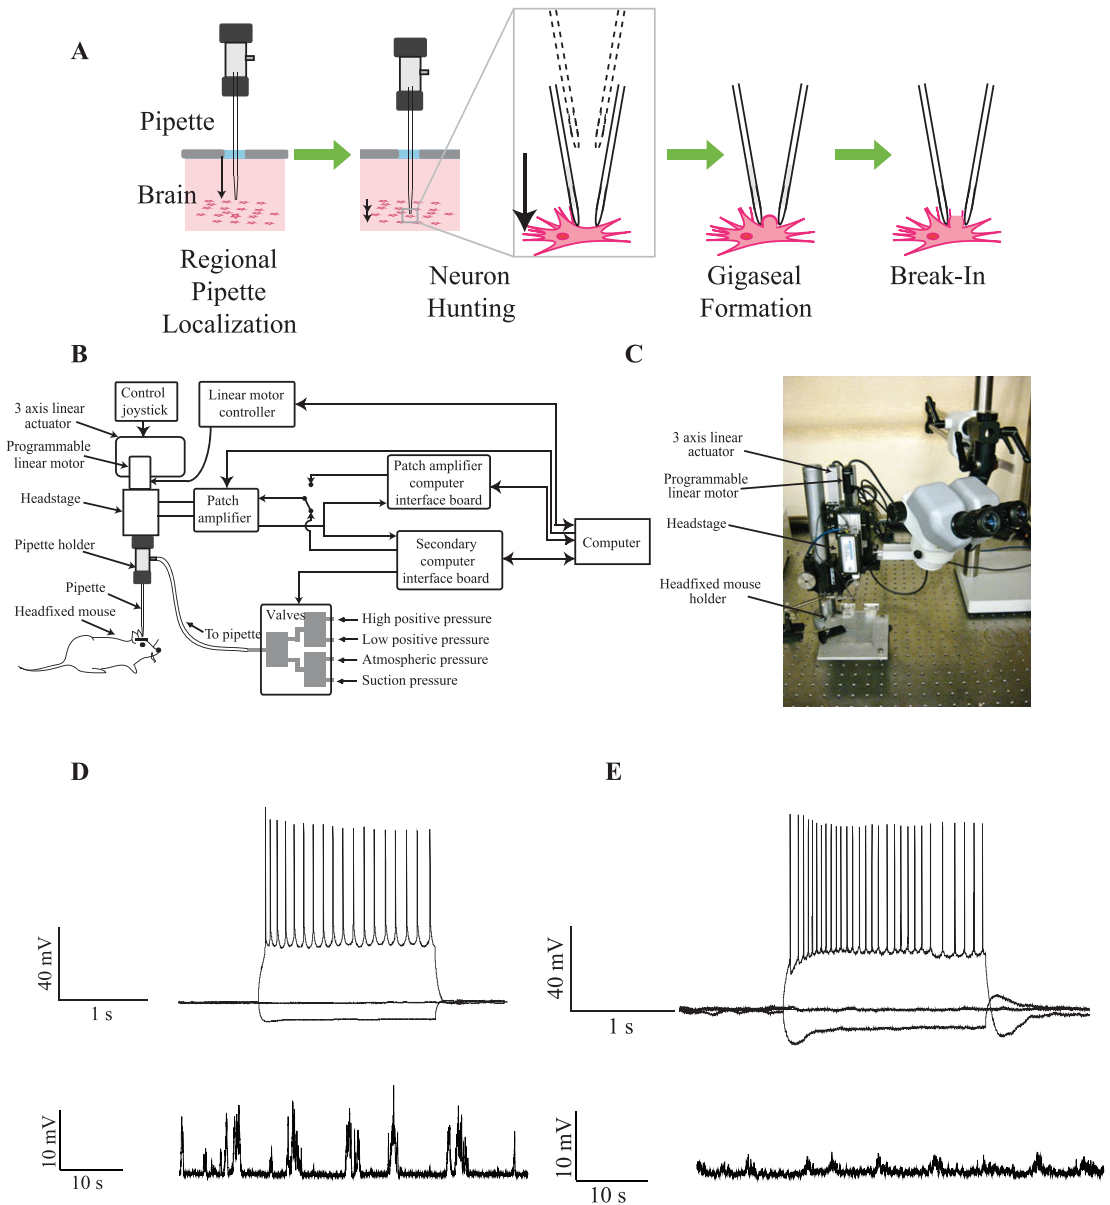 A
Pipette
Brain
Regional
Pipette
Localization
Neuron
Hunting
Gigaseal
Formation
Break-In
B
Control
joystick
Linear motor
controller
3 axis linear
actuator
Programmable
linear motor
Headstage
Patch
amplifier
Patch amplifier
computer
interface board
Secondary
computer
interface board
Computer
Pipette holder
Pipette
Headfixed mouse
To pipette
Valves
High positive pressure
Low positive pressure
Atmospheric pressure
Suction pressure
C
3 axis linear
actuator
Programmable
linear motor
Headstage
Headfixed mouse
holder
D
40 mV
1 s
10 mV
10 s
E
40 mV
1 s
10 mV
10 s